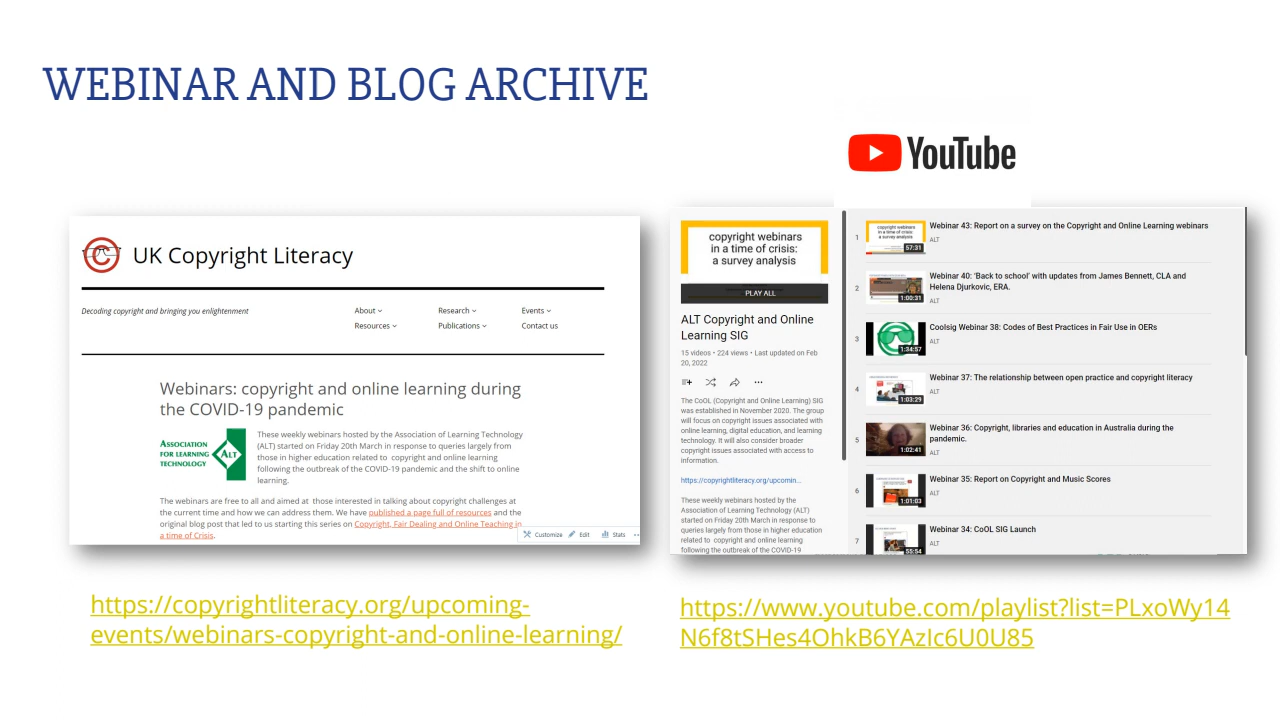 WEBINAR AND BLOG ARCHIVE
YouTube
UK Copyright Literacy
Decoding copyright and bringing you enlightenment
About
Research
Events
Resources
Publications
Contact us
Webinars: copyright and online learning during
the COVID-19 pandemic
ASSOCIATION
FOR LEARNING
TECHNOLOGY
ALT
These weekly webinars hosted by the Association of Learning Technology
(ALT) started on Friday 20th March in response to queries largely from
those in higher education related to copyright and online learning
following the outbreak of the COVID-19 pandemic and the shift to online
learning.
The webinars are free to all and aimed at those interested in talking about copyright challenges at
the current time and how we can address them. We have published a page full of resources and the
original blog post that led to us starting this series on Copyright, Fair Dealing and Online Teaching in
a time of Crisis.
Customize
Edit
Stats
https://copyrightliteracy.org/upcoming-
events/webinars-copyright-and-online-learning/
copyright webinars
in a time of crisis:
a survey analysis
PLAY ALL
ALT Copyright and Online
Learning SIG
15 videos • 224 views • Last updated on Feb
20, 2022
The CoOL (Copyright and Online Learning) SIG
was established in November 2020. The group
will focus on copyright issues associated with
online learning, digital education, and learning
technology. It will also consider broader
copyright issues associated with access to
information.
https://copyrightliteracy.org/upcomin...
These weekly webinars hosted by the
Association of Learning Technology (ALT)
started on Friday 20th March in response to
queries largely from those in higher education
related to copyright and online learning
following the outbreak of the COVID-19
1
copyright webinars
in a time of crisis:
a survey analysis
57:31
Webinar 43: Report on a survey on the Copyright and Online Learning webinars
ALT
2
1:00:31
Webinar 40: 'Back to school' with updates from James Bennett, CLA and
Helena Djurkovic, ERA.
ALT
3
1:34:57
Coolsig Webinar 38: Codes of Best Practices in Fair Use in OERs
ALT
4
1:03:29
Webinar 37: The relationship between open practice and copyright literacy
ALT
5
1:02:41
Webinar 36: Copyright, libraries and education in Australia during the
pandemic.
ALT
6
1:01:03
Webinar 35: Report on Copyright and Music Scores
ALT
7
55:54
Webinar 34: CoOL SIG Launch
ALT
https://www.youtube.com/playlist?list=PLxoWy14
N6f8tSHes4OhkB6YAzIc6U0U85